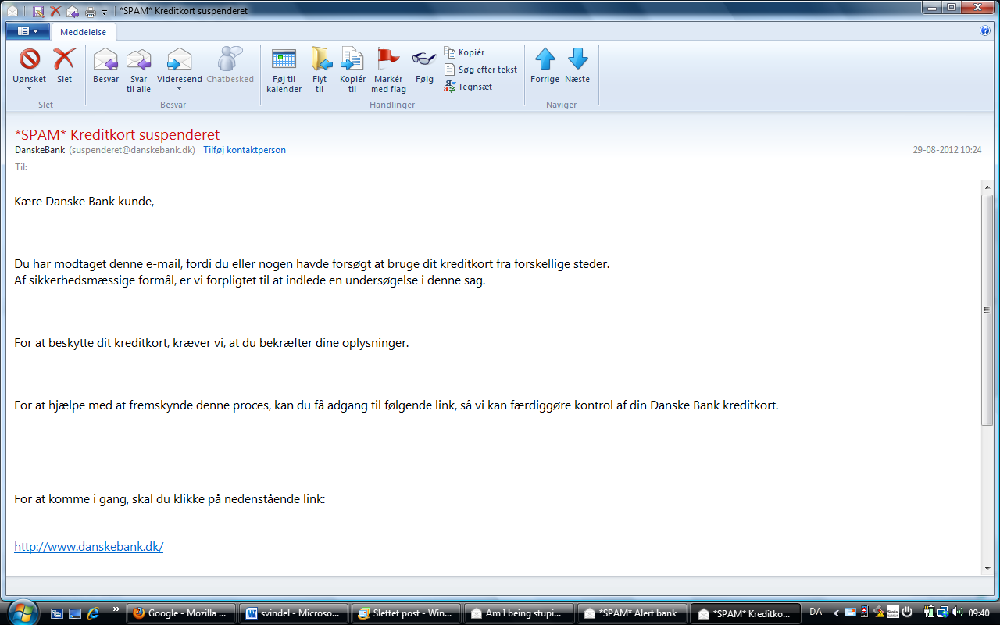 *SPAM* Kreditkort suspenderet
Meddelelse
Uønsket
Slet
Slet
Besvar
Svar
til alle
Videresend
Chatbesked
Besvar
Føj til
kalender
Flyt
til
Kopiér
til
Markér
med flag
Følg
Kopiér
Søg efter tekst
Tegnsæt
Handlinger
Forrige
Næste
Naviger
*SPAM* Kreditkort suspenderet
DanskeBank (suspenderet@danskebank.dk) Tilføj kontaktperson
29-08-2012 10:24
Til:
Kære Danske Bank kunde,
Du har modtaget denne e-mail, fordi du eller nogen havde forsøgt at bruge dit kreditkort fra forskellige steder.
Af sikkerhedsmæssige formål, er vi forpligtet til at indlede en undersøgelse i denne sag.
For at beskytte dit kreditkort, kræver vi, at du bekræfter dine oplysninger.
For at hjælpe med at fremskynde denne proces, kan du få adgang til følgende link, så vi kan færdiggøre kontrol af din Danske Bank kreditkort.
For at komme i gang, skal du klikke på nedenstående link:
http://www.danskebank.dk/
Google - Mozilla ...
svindel - Microso...
Slettet post - Win...
Am I being stupi...
*SPAM* Alert bank
*SPAM* Kreditko...
DA
09:40